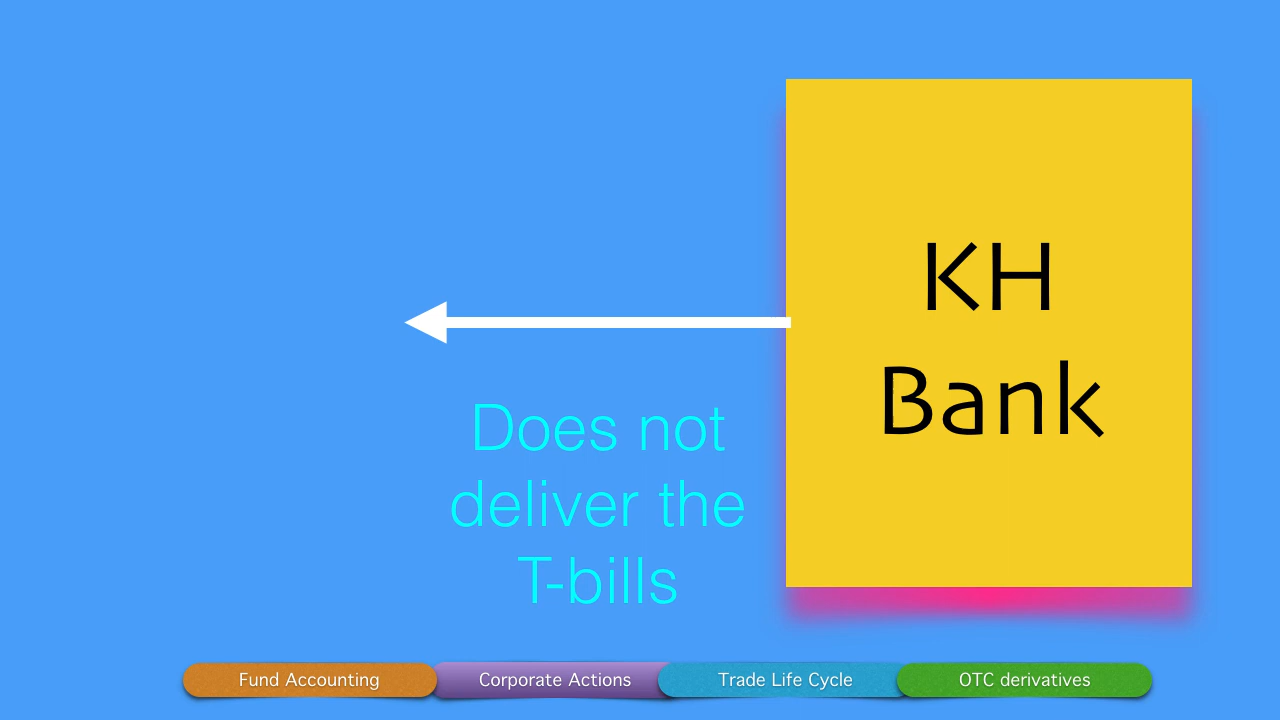 KH
Bank
Does not
deliver the
T-bills
Fund Accounting
Corporate Actions
Trade Life Cycle
OTC derivatives